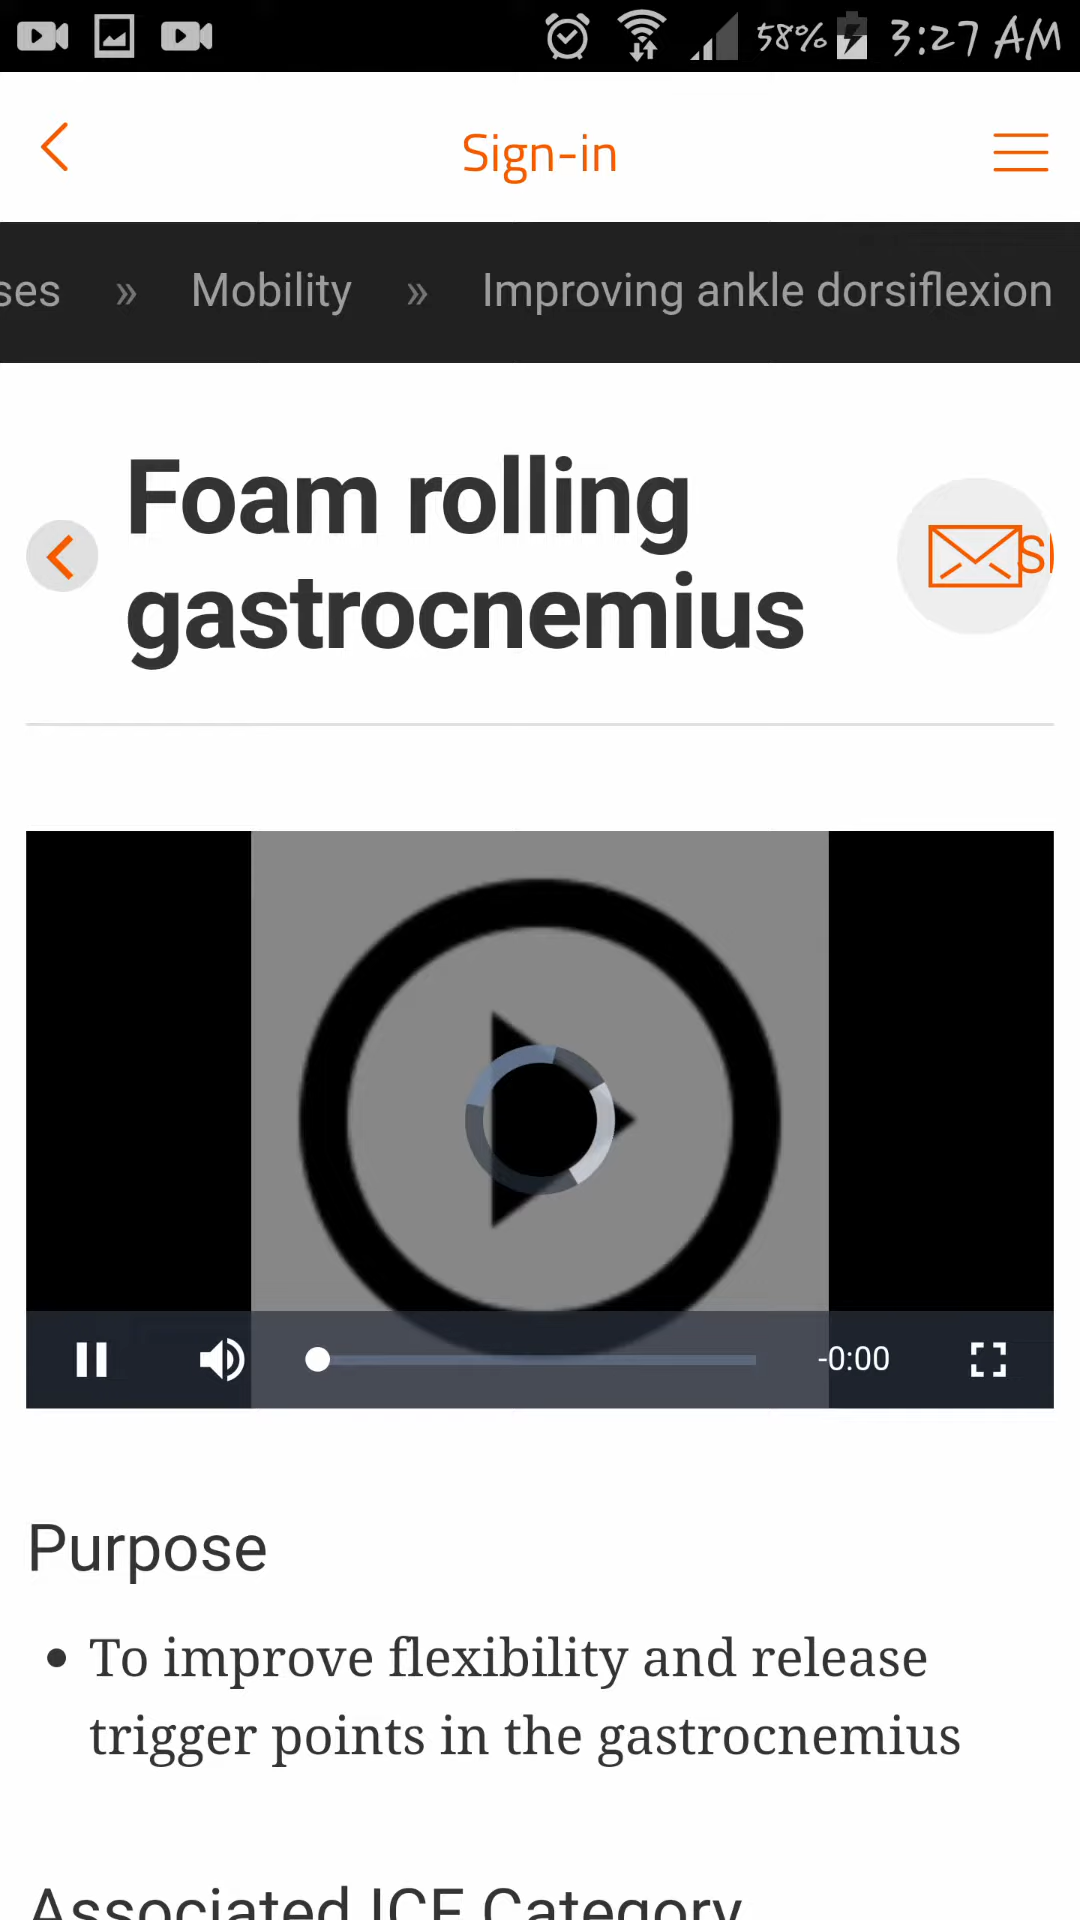 58% 3:27 AM
Sign-in
ses » Mobility » Improving ankle dorsiflexion
Foam rolling
gastrocnemius
-0:00
Purpose
• To improve flexibility and release
trigger points in the gastrocnemius
Associated ICF Category